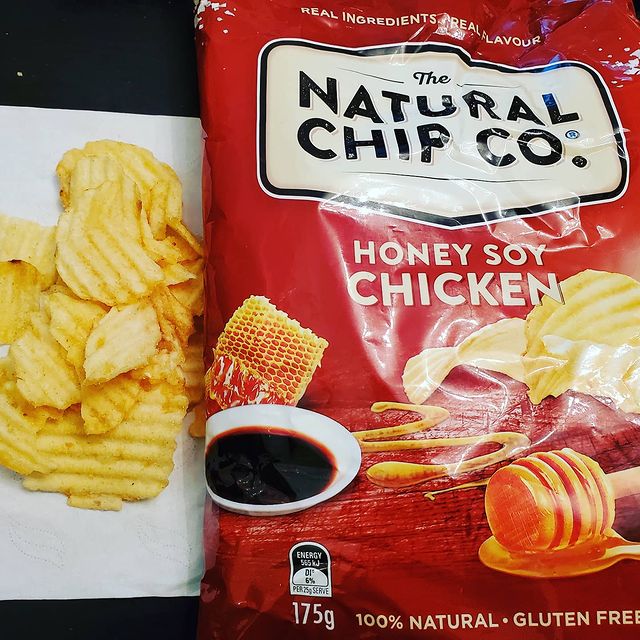 REAL INGREDIENTS. REAL FLAVOUR
The
NATURAL
CHIP CO.®
HONEY SOY
CHICKEN
ENERGY
565 kJ
DI*
6%
PER 25g SERVE
175g
100% NATURAL • GLUTEN FREE